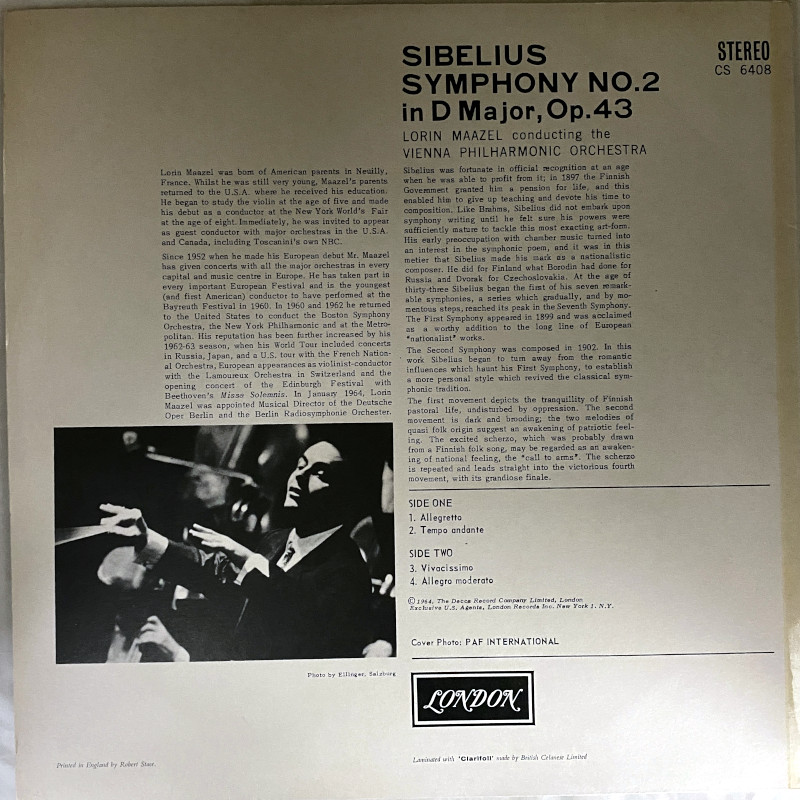 SIBELIUS
SYMPHONY NO.2
in D Major, Op.43
LORIN MAAZEL conducting the
VIENNA PHILHARMONIC ORCHESTRA
STEREO
CS 6408
Lorin Maazel was born of American parents in Neuilly,
France. Whilst he was still very young, Maazel's parents
returned to the U.S.A. where he received his education.
He began to study the violin at the age of five and made
his debut as a conductor at the New York World's Fair
at the age of eight. Immediately, he was invited to appear
as guest conductor with major orchestras in the U.S.A.
and Canada, including Toscanini's own NBC.
Since 1952 when he made his European debut Mr. Maazel
has given concerts with all the major orchestras in every
capital and music centre in Europe. He has taken part in
every important European Festival and is the youngest
(and first American) conductor to have performed at the
Bayreuth Festival in 1960. In 1960 and 1962 he returned
to the United States to conduct the Boston Symphony
Orchestra, the New York Philharmonic and at the Metro-
politan. His reputation has been further increased by his
1962-63 season, when his World Tour included concerts
in Russia, Japan, and a U.S. tour with the French Nation-
al Orchestra, European appearances as violinist-conductor
with the Lamoureux Orchestra in Switzerland and the
opening concert of the Edinburgh Festival with
Beethoven's Missa Solemnis. In January 1964, Lorin
Maazel was appointed Musical Director of the Deutsche
Oper Berlin and the Berlin Radiosymphonie Orchester.
Photo by Ellinger, Salzburg
Sibelius was fortunate in official recognition at an age
when he was able to profit from it; in 1897 the Finnish
Government granted him a pension for life, and this
enabled him to give up teaching and devote his time to
composition. Like Brahms, Sibelius did not embark upon
symphony writing until he felt sure his powers were
sufficiently mature to tackle this most exacting art-form.
His early preoccupation with chamber music turned into
an interest in the symphonic poem, and it was in this
metier that Sibelius made his mark as a nationalistic
composer. He did for Finland what Borodin had done for
Russia and Dvorak for Czechoslovakia. At the age of
thirty-three Sibelius began the first of his seven remark-
able symphonies, a series which gradually, and by mo-
mentous steps, reached its peak in the Seventh Symphony.
The First Symphony appeared in 1899 and was acclaimed
as a worthy addition to the long line of European
"nationalist" works.
The Second Symphony was composed in 1902. In this
work Sibelius began to turn away from the romantic
influences which haunt his First Symphony, to establish
a more personal style which revived the classical sym-
phonic tradition.
The first movement depicts the tranquillity of Finnish
pastoral life, undisturbed by oppression. The second
movement is dark and brooding; the two melodies of
quasi folk origin suggest an awakening of patriotic feel-
ing. The excited scherzo, which was probably drawn
from a Finnish folk song, may be regarded as an awaken-
ing of national feeling, the "call to arms". The scherzo
is repeated and leads straight into the victorious fourth
movement, with its grandiose finale.
SIDE ONE
1. Allegretto
2. Tempo andante
SIDE TWO
3. Vivacissimo
4. Allegro moderato
© 1964, The Decca Record Company Limited, London
Exclusive U.S. Agents, London Records Inc. New York 1. N.Y.
Cover Photo: PAF INTERNATIONAL
LONDON
Printed in England by Robert Stace.
Laminated with 'Clarifoil' made by British Celanese Limited